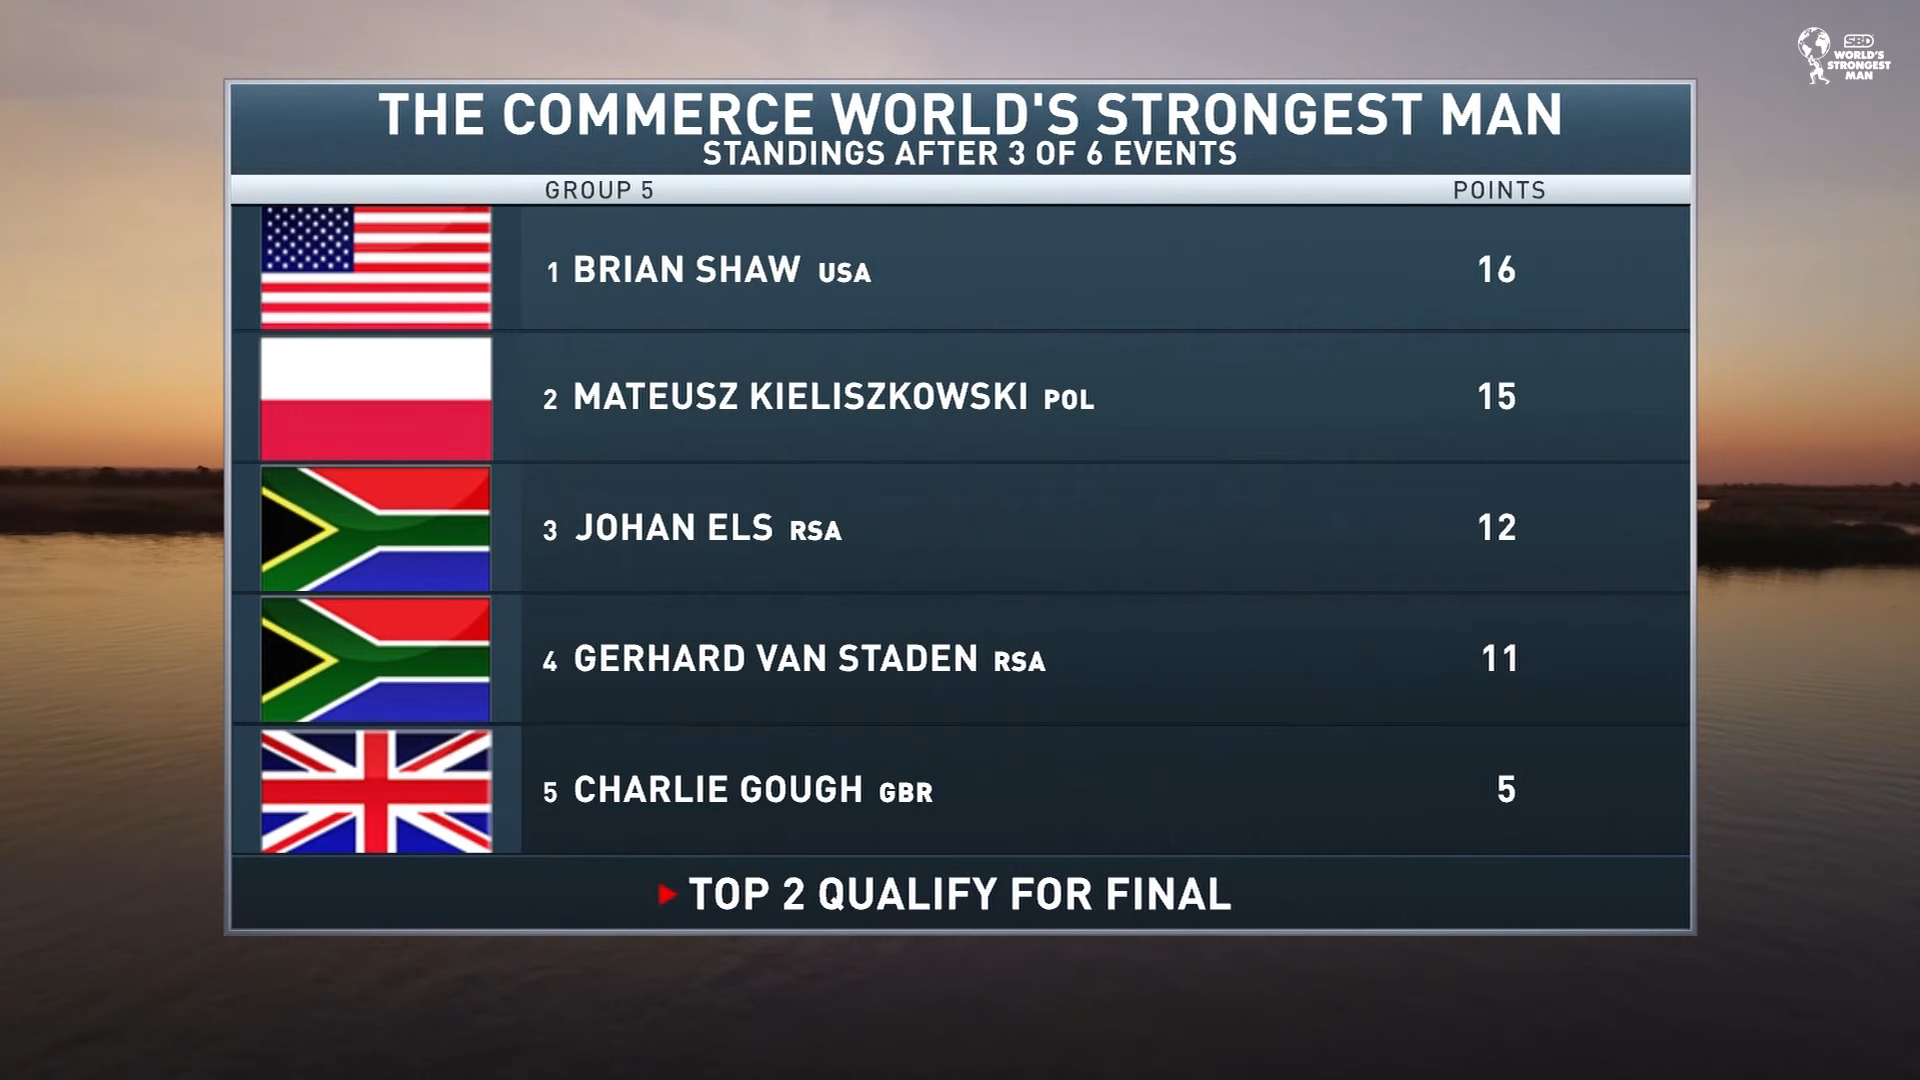 SBD
WORLD'S
STRONGEST
MAN
THE COMMERCE WORLD'S STRONGEST MAN
STANDINGS AFTER 3 OF 6 EVENTS
GROUP 5 POINTS
1 BRIAN SHAW USA 16
2 MATEUSZ KIELISZKOWSKI POL 15
3 JOHAN ELS RSA 12
4 GERHARD VAN STADEN RSA 11
5 CHARLIE GOUGH GBR 5
TOP 2 QUALIFY FOR FINAL